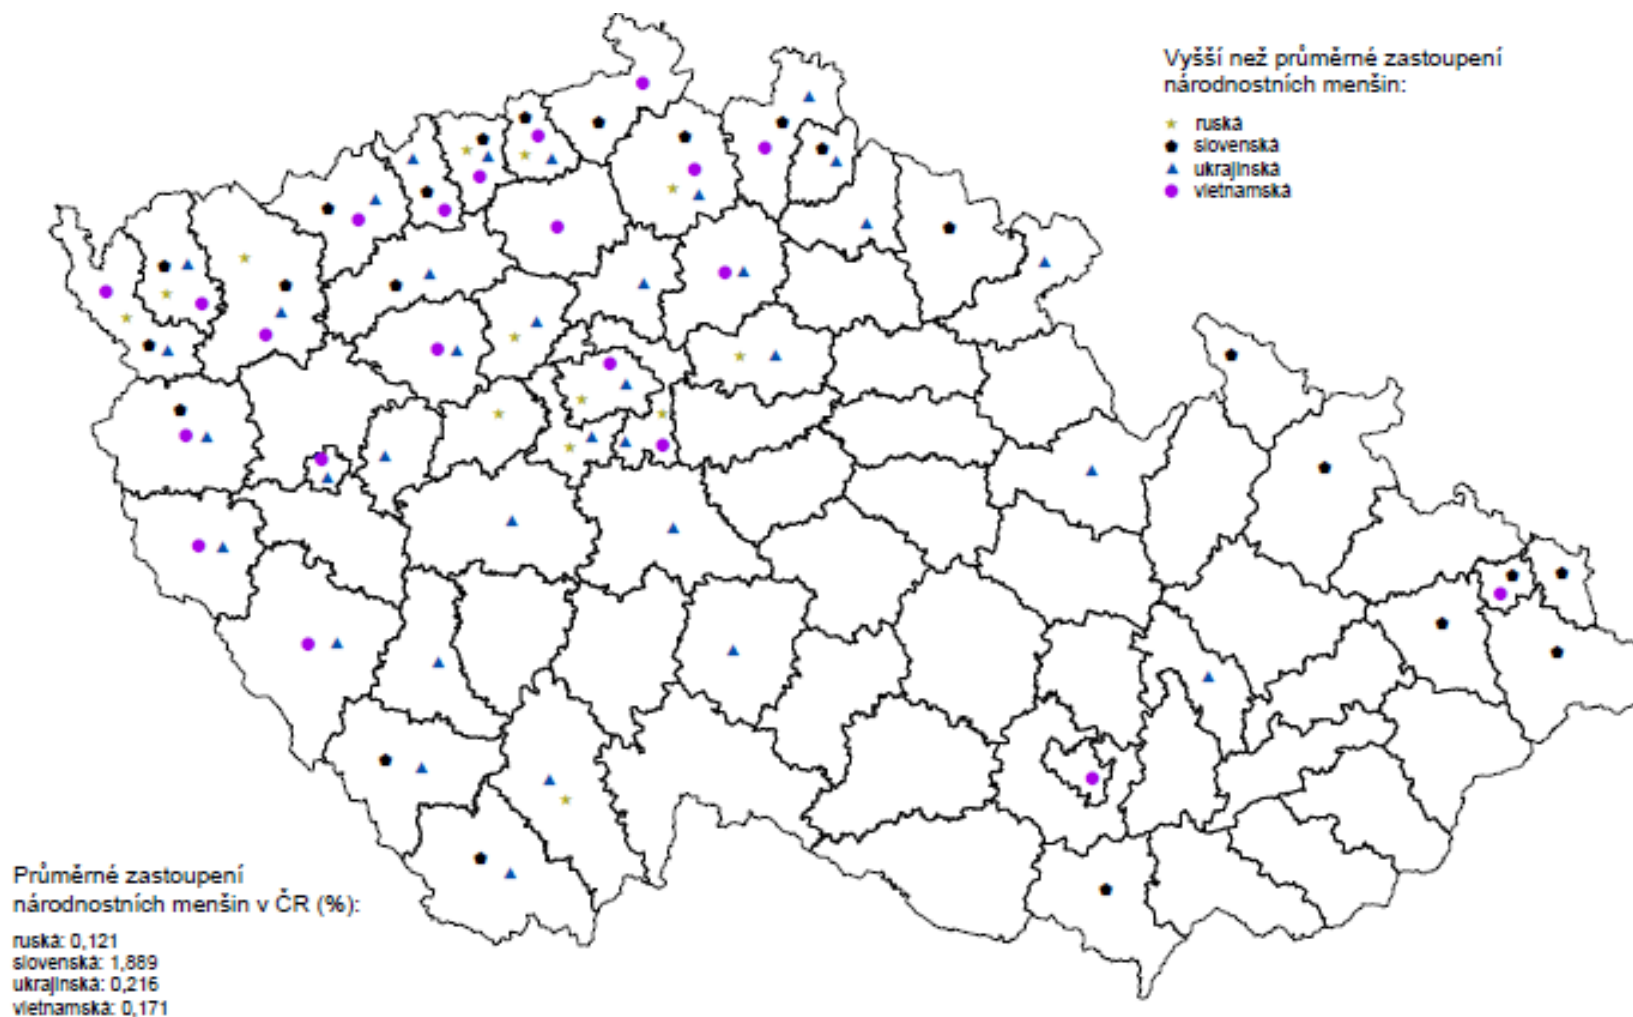 Vyšší než průměrné zastoupení
národnostních menšin:
ruská
slovenská
ukrajinská
vietnamská
Průměrné zastoupení
národnostních menšin v ČR (%):
ruská: 0,121
slovenská: 1,889
ukrajinská: 0,216
vietnamská: 0,171